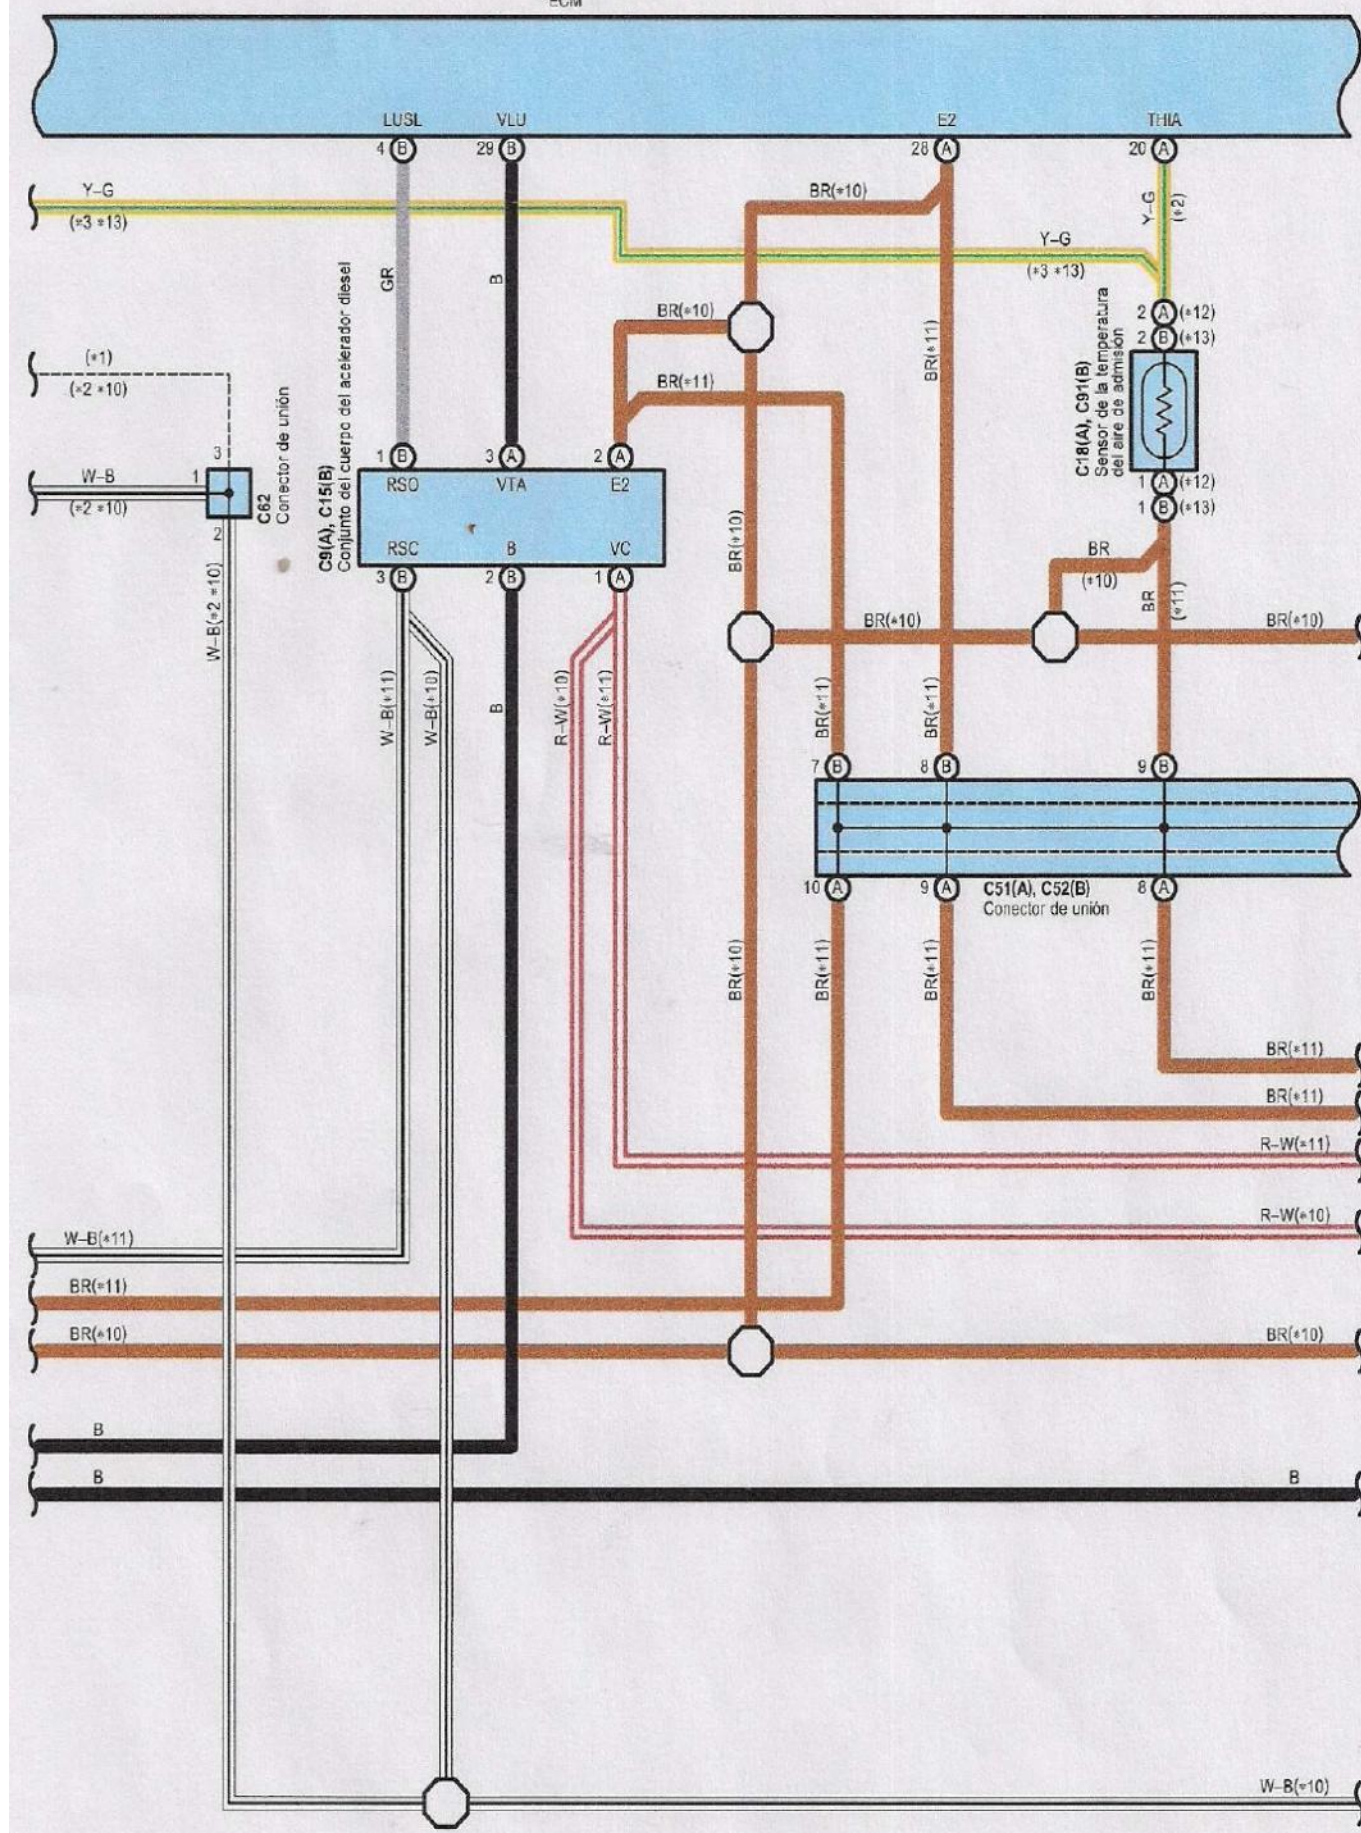 ECM
LUSL
VLU
E2
THIA
4 B
29 B
28 A
20 A
Y–G
(*3 *13)
BR(*10)
Y–G
(*2)
Y–G
(*3 *13)
GR
B
BR(*10)
BR(*11)
BR(*11)
2 A (*12)
2 B (*13)
C18(A), C91(B)
Sensor de la temperatura
del aire de admisión
(*1)
(*2 *10)
3
W–B
(*2 *10)
1
2
C62
Conector de unión
C9(A), C15(B)
Conjunto del cuerpo del acelerador diesel
1 B
3 A
2 A
RSO
VTA
E2
RSC
B
VC
3 B
2 B
1 A
1 A (*12)
1 B (*13)
BR(*10)
BR
(*10)
BR
(*11)
W–B(*2 *10)
BR(*10)
BR(*10)
W–B(*11)
W–B(*10)
B
R–W(*10)
R–W(*11)
BR(*11)
BR(*11)
7 B
8 B
9 B
10 A
9 A
8 A
C51(A), C52(B)
Conector de unión
BR(*10)
BR(*11)
BR(*11)
BR(*11)
BR(*11)
BR(*11)
R–W(*11)
R–W(*10)
W–B(*11)
BR(*11)
BR(*10)
BR(*10)
B
B
B
W–B(*10)